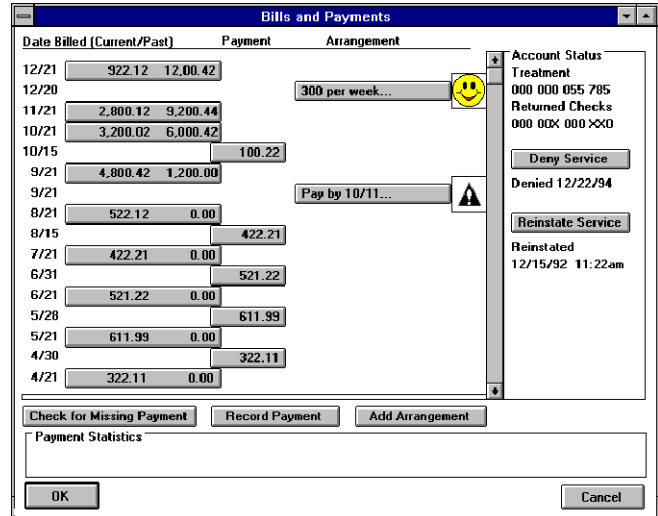 Bills and Payments
Date Billed (Current/Past) Payment Arrangement
12/21 922.12 12,00.42
12/20 300 per week...
11/21 2,800.12 9,200.44
10/21 3,200.02 6,000.42
10/15 100.22
9/21 4,800.42 1,200.00
9/21 Pay by 10/11...
8/21 522.12 0.00
8/15 422.21
7/21 422.21 0.00
6/31 521.22
6/21 521.22 0.00
5/28 611.99
5/21 611.99 0.00
4/30 322.11
4/21 322.11 0.00
Account Status
Treatment
000 000 055 785
Returned Checks
000 00X 000 XX0
Deny Service
Denied 12/22/94
Reinstate Service
Reinstated
12/15/92 11:22am
Check for Missing Payment Record Payment Add Arrangement
Payment Statistics
OK Cancel